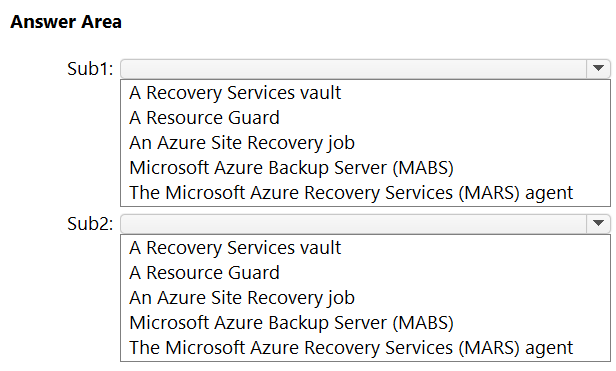 Answer Area
Sub1:
A Recovery Services vault
A Resource Guard
An Azure Site Recovery job
Microsoft Azure Backup Server (MABS)
The Microsoft Azure Recovery Services (MARS) agent
Sub2:
A Recovery Services vault
A Resource Guard
An Azure Site Recovery job
Microsoft Azure Backup Server (MABS)
The Microsoft Azure Recovery Services (MARS) agent